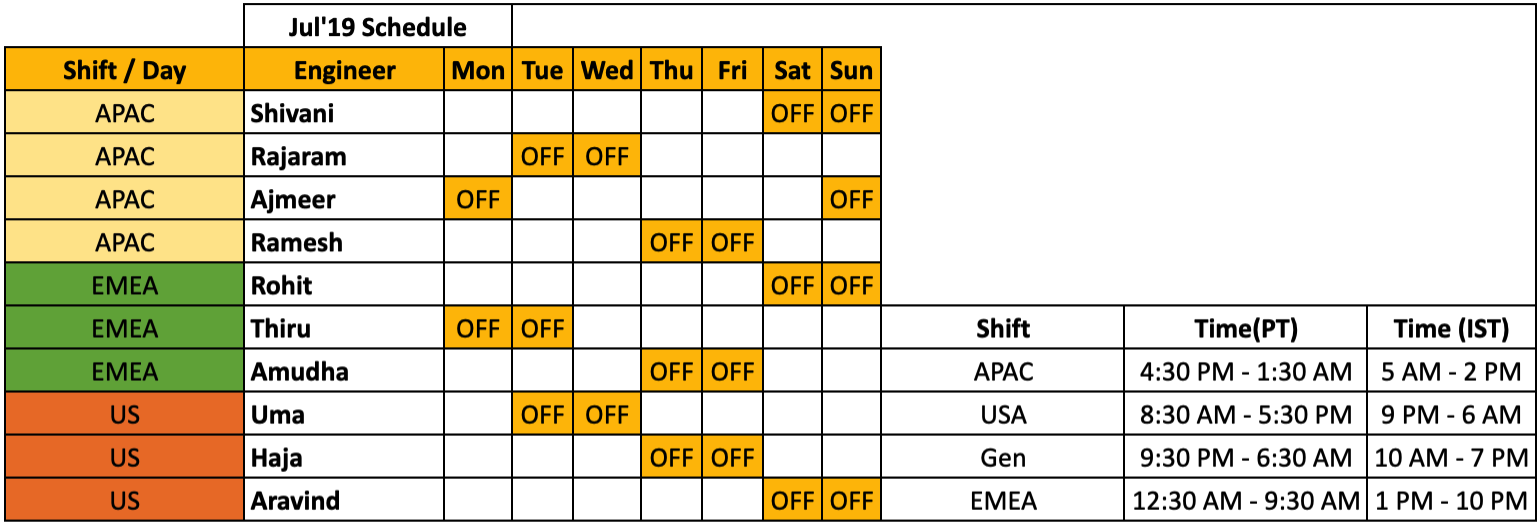 Jul'19 Schedule
Shift / Day Engineer Mon Tue Wed Thu Fri Sat Sun
APAC Shivani OFF OFF
APAC Rajaram OFF OFF
APAC Ajmeer OFF OFF
APAC Ramesh OFF OFF
EMEA Rohit OFF OFF
EMEA Thiru OFF OFF Shift Time(PT) Time (IST)
EMEA Amudha OFF OFF APAC 4:30 PM - 1:30 AM 5 AM - 2 PM
US Uma OFF OFF USA 8:30 AM - 5:30 PM 9 PM - 6 AM
US Haja OFF OFF Gen 9:30 PM - 6:30 AM 10 AM - 7 PM
US Aravind OFF OFF EMEA 12:30 AM - 9:30 AM 1 PM - 10 PM